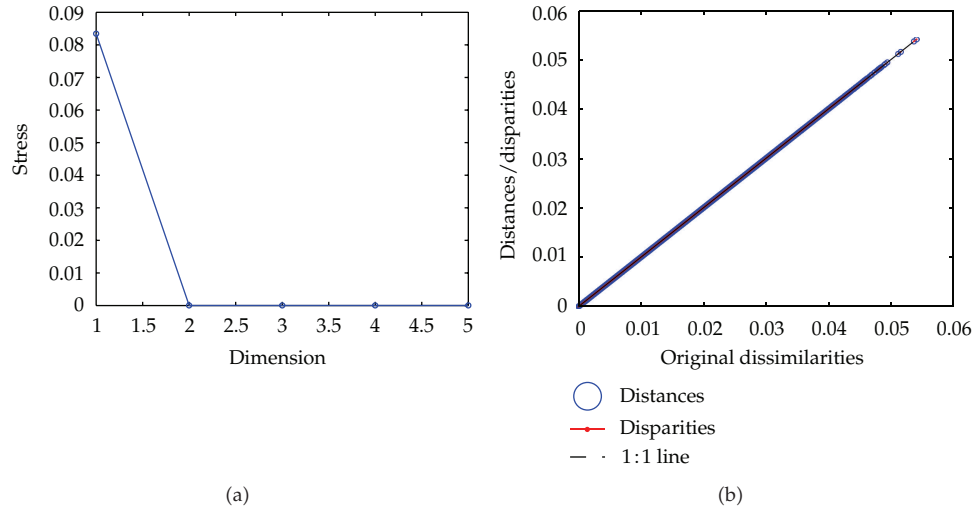 0.09
0.08
0.07
0.06
0.05
0.04
0.03
0.02
0.01
0
Stress
1 1.5 2 2.5 3 3.5 4 4.5 5
Dimension
(a)
0.06
0.05
0.04
0.03
0.02
0.01
0
Distances/disparities
0 0.01 0.02 0.03 0.04 0.05 0.06
Original dissimilarities
Distances
Disparities
1:1 line
(b)